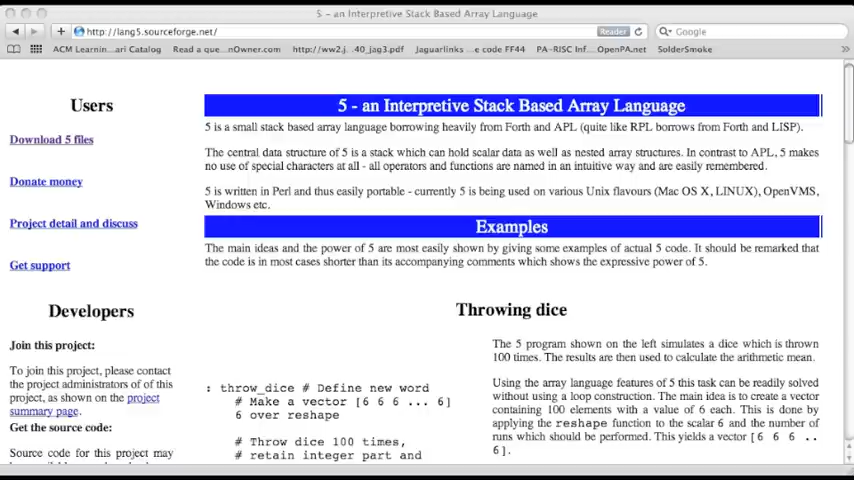 5 - an Interpretive Stack Based Array Language
http://lang5.sourceforge.net/
Reader
Google
ACM Learnin...ari Catalog
Read a que...nOwner.com
http://ww2.j. .40_jag3.pdf
Jaguarlinks ...e code FF44
PA-RISC Inf... OpenPA.net
SolderSmoke
Users
Download 5 files
Donate money
Project detail and discuss
Get support
Developers
Join this project:
To join this project, please contact
the project administrators of of this
project, as shown on the project
summary page.
Get the source code:
Source code for this project may
5 - an Interpretive Stack Based Array Language
5 is a small stack based array language borrowing heavily from Forth and APL (quite like RPL borrows from Forth and LISP).
The central data structure of 5 is a stack which can hold scalar data as well as nested array structures. In contrast to APL, 5 makes
no use of special characters at all - all operators and functions are named in an intuitive way and are easily remembered.
5 is written in Perl and thus easily portable - currently 5 is being used on various Unix flavours (Mac OS X, LINUX), OpenVMS,
Windows etc.
Examples
The main ideas and the power of 5 are most easily shown by giving some examples of actual 5 code. It should be remarked that
the code is in most cases shorter than its accompanying comments which shows the expressive power of 5.
Throwing dice
: throw_dice # Define new word
# Make a vector [6 6 6 ... 6]
6 over reshape
# Throw dice 100 times,
# retain integer part and
The 5 program shown on the left simulates a dice which is thrown
100 times. The results are then used to calculate the arithmetic mean.
Using the array language features of 5 this task can be readily solved
without using a loop construction. The main idea is to create a vector
containing 100 elements with a value of 6 each. This is done by
applying the reshape function to the scalar 6 and the number of
runs which should be performed. This yields a vector [6 6 6 ..
6].